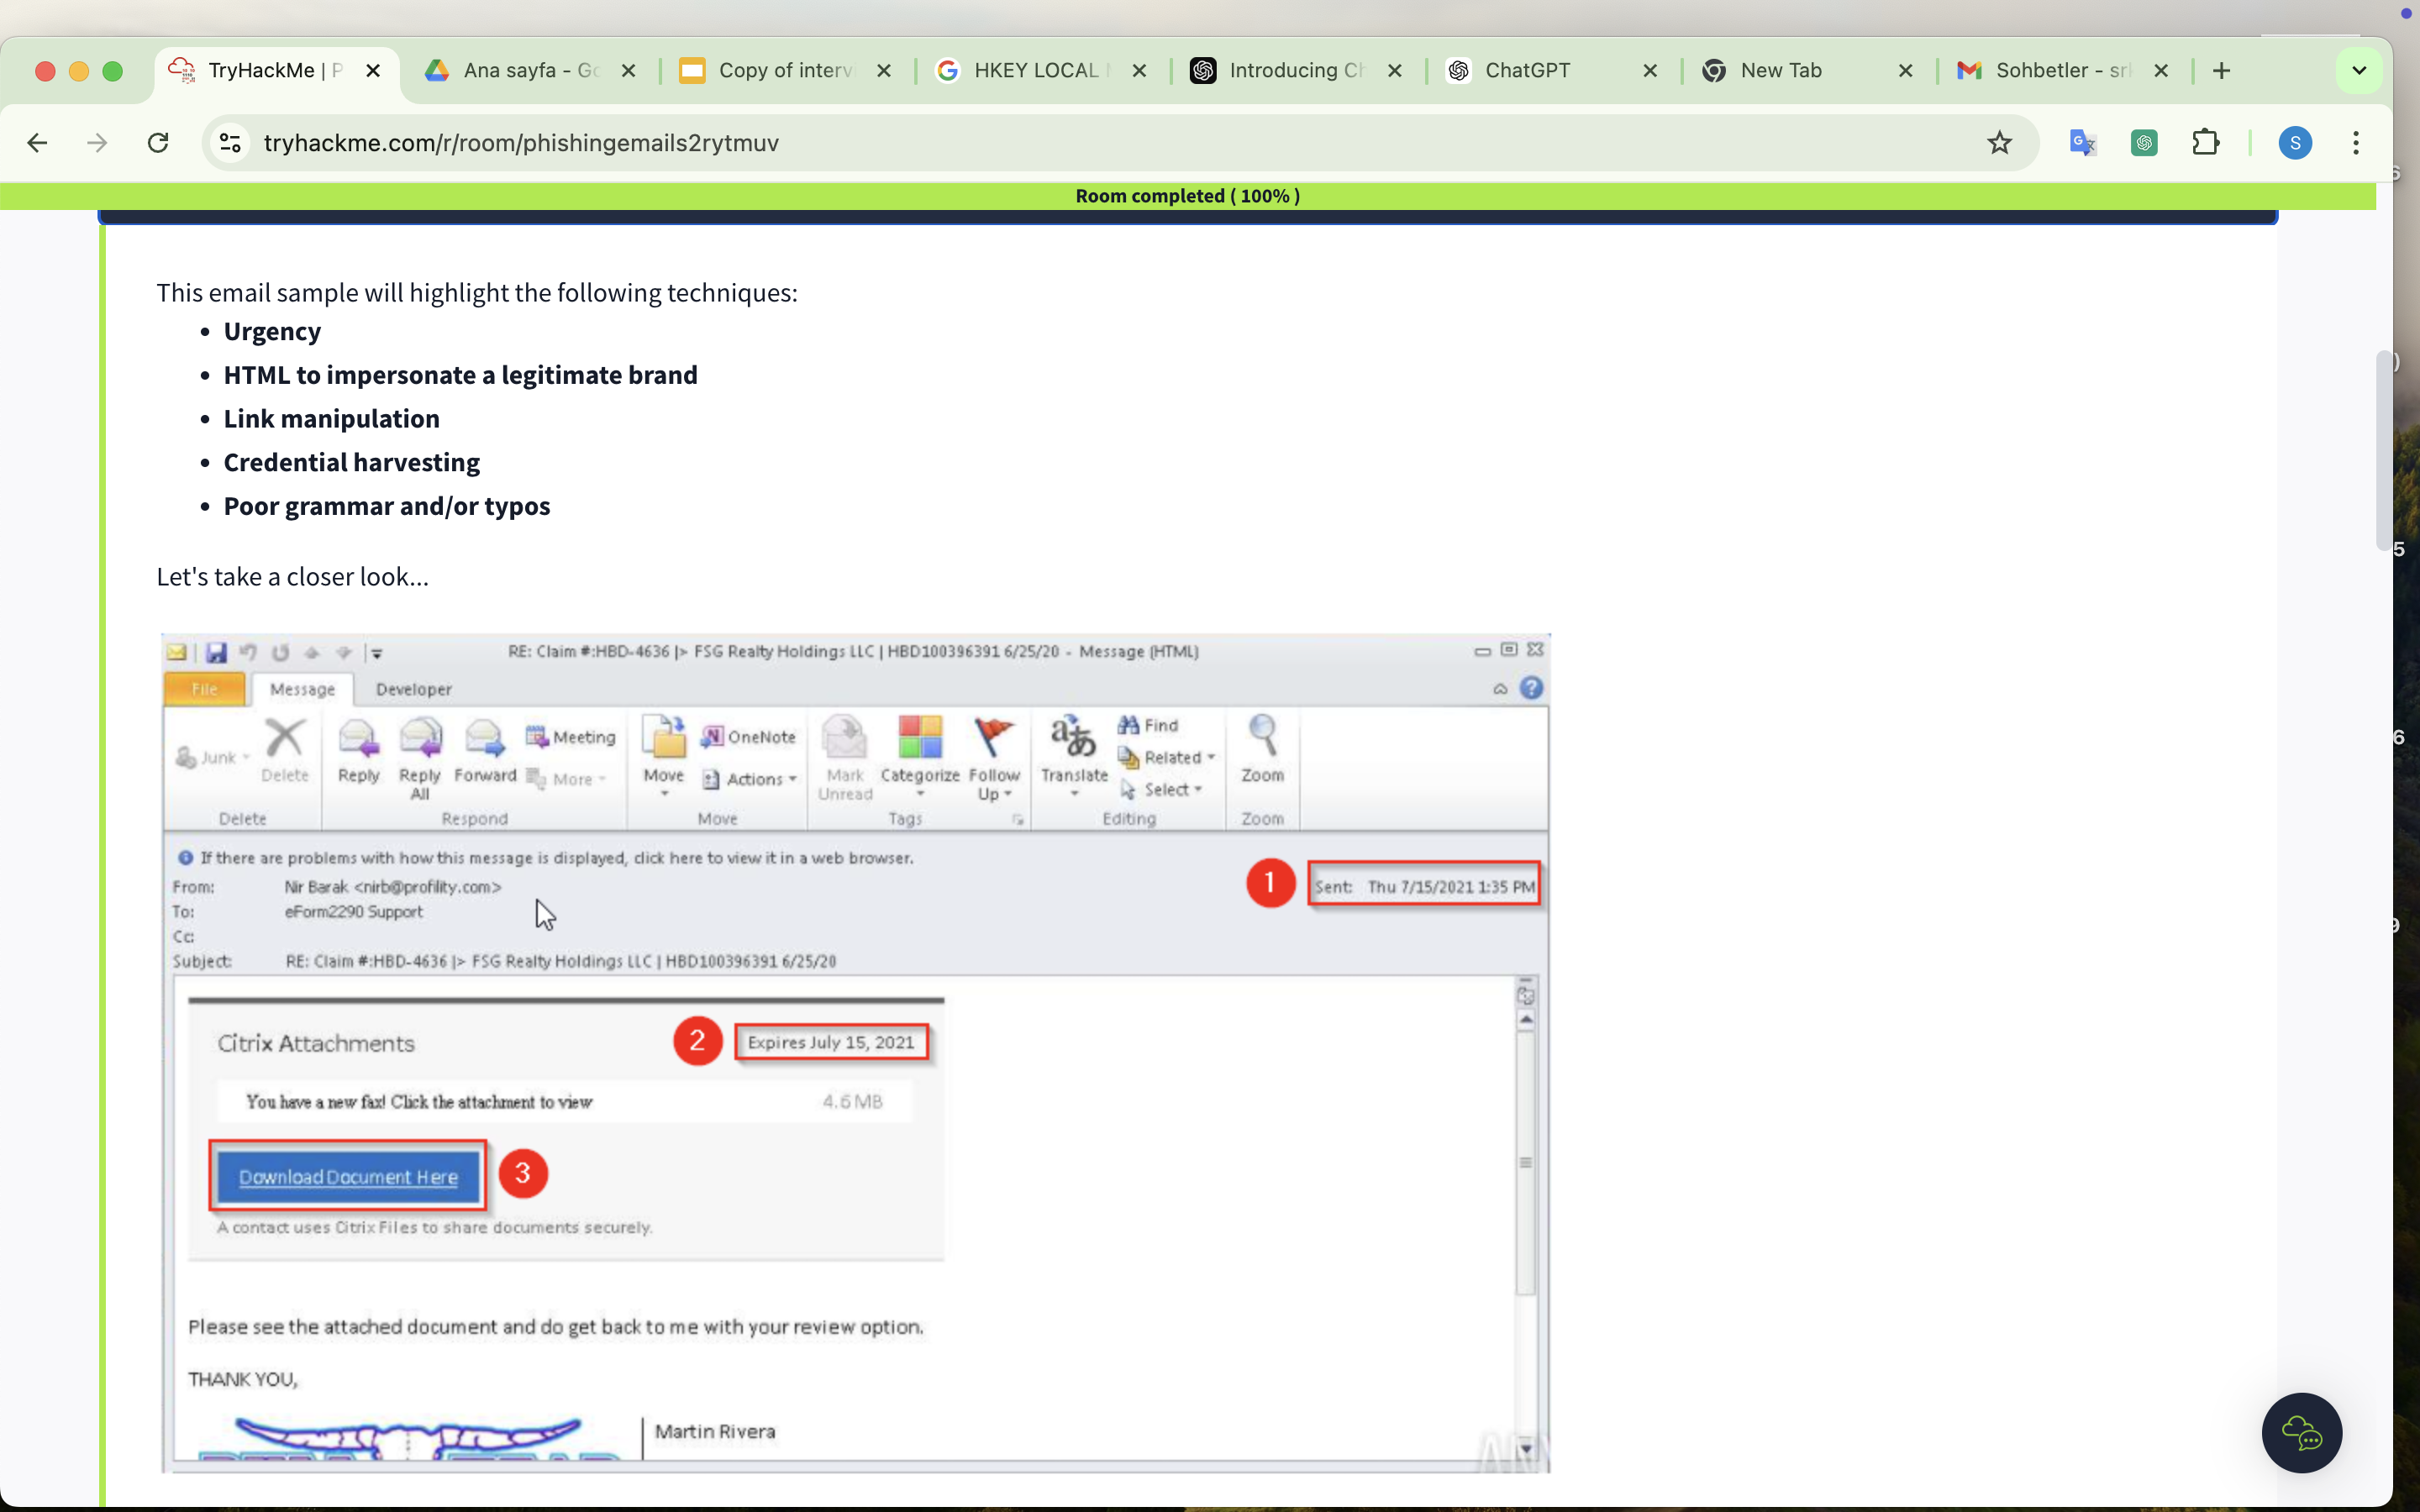 TryHackMe | P
Ana sayfa - Go
Copy of interv
HKEY LOCAL
Introducing Ch
ChatGPT
New Tab
Sohbetler - srl
tryhackme.com/r/room/phishingemails2rytmuv
S
Room completed ( 100% )
This email sample will highlight the following techniques:
• Urgency
• HTML to impersonate a legitimate brand
• Link manipulation
• Credential harvesting
• Poor grammar and/or typos
Let's take a closer look...
RE: Claim #:HBD-4636 |> FSG Realty Holdings LLC | HBD100396391 6/25/20 - Message (HTML)
File Message Developer
Junk Delete Reply Reply All Forward Meeting More Move OneNote Actions Mark Unread Categorize Follow Up Translate Find Related Select Zoom
Delete Respond Move Tags Editing Zoom
If there are problems with how this message is displayed, click here to view it in a web browser.
From: Nir Barak <nirb@profility.com>
1 Sent: Thu 7/15/2021 1:35 PM
To: eForm2290 Support
Cc:
Subject: RE: Claim #:HBD-4636 |> FSG Realty Holdings LLC | HBD100396391 6/25/20
Citrix Attachments 2 Expires July 15, 2021
You have a new fax! Click the attachment to view 4.6 MB
Download Document Here 3
A contact uses Citrix Files to share documents securely.
Please see the attached document and do get back to me with your review option.
THANK YOU,
Martin Rivera